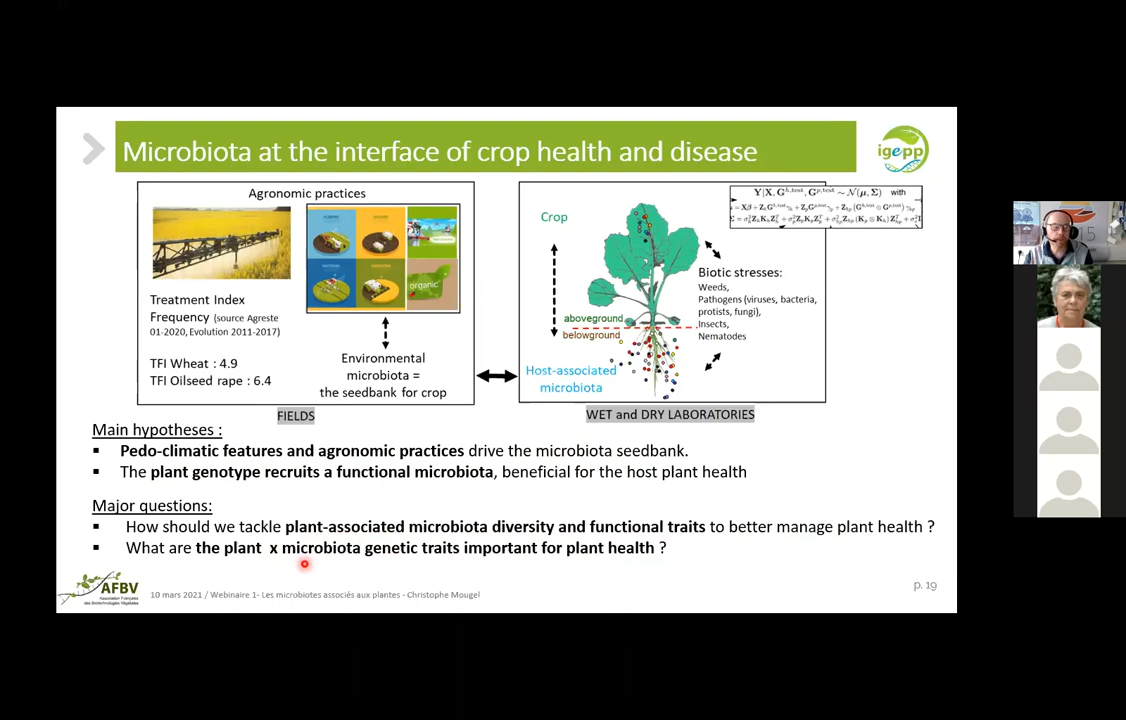 Microbiota at the interface of crop health and disease
igepp
Agronomic practices
organic
Treatment Index
Frequency (source Agreste
01-2020, Evolution 2011-2017)
TFI Wheat : 4.9
TFI Oilseed rape : 6.4
Environmental
microbiota =
the seedbank for crop
FIELDS
Crop
aboveground
belowground
Host-associated
microbiota
with
Biotic stresses:
Weeds,
Pathogens (viruses, bacteria,
protists, fungi),
Insects,
Nematodes
WET and DRY LABORATORIES
Main hypotheses :
▪ Pedo-climatic features and agronomic practices drive the microbiota seedbank.
▪ The plant genotype recruits a functional microbiota, beneficial for the host plant health
Major questions:
▪ How should we tackle plant-associated microbiota diversity and functional traits to better manage plant health ?
▪ What are the plant x microbiota genetic traits important for plant health ?
AFBV
Association Française
des Biotechnologies Végétales
10 mars 2021 / Webinaire 1- Les microbiotes associés aux plantes - Christophe Mougel
p. 19
15